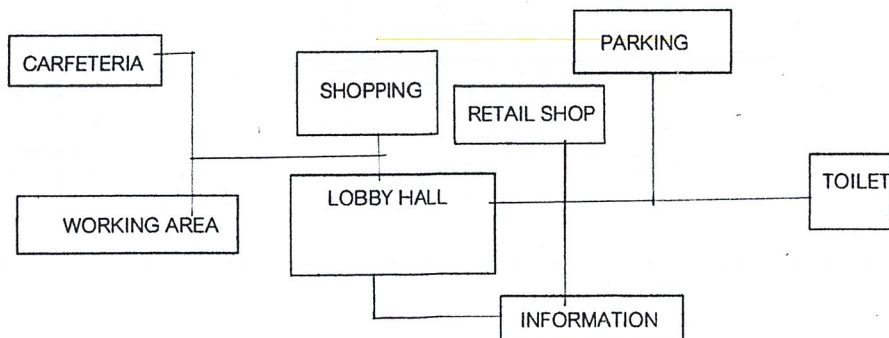 PARKING
CARFETERIA
SHOPPING
RETAIL SHOP
TOILET
LOBBY HALL
WORKING AREA
INFORMATION